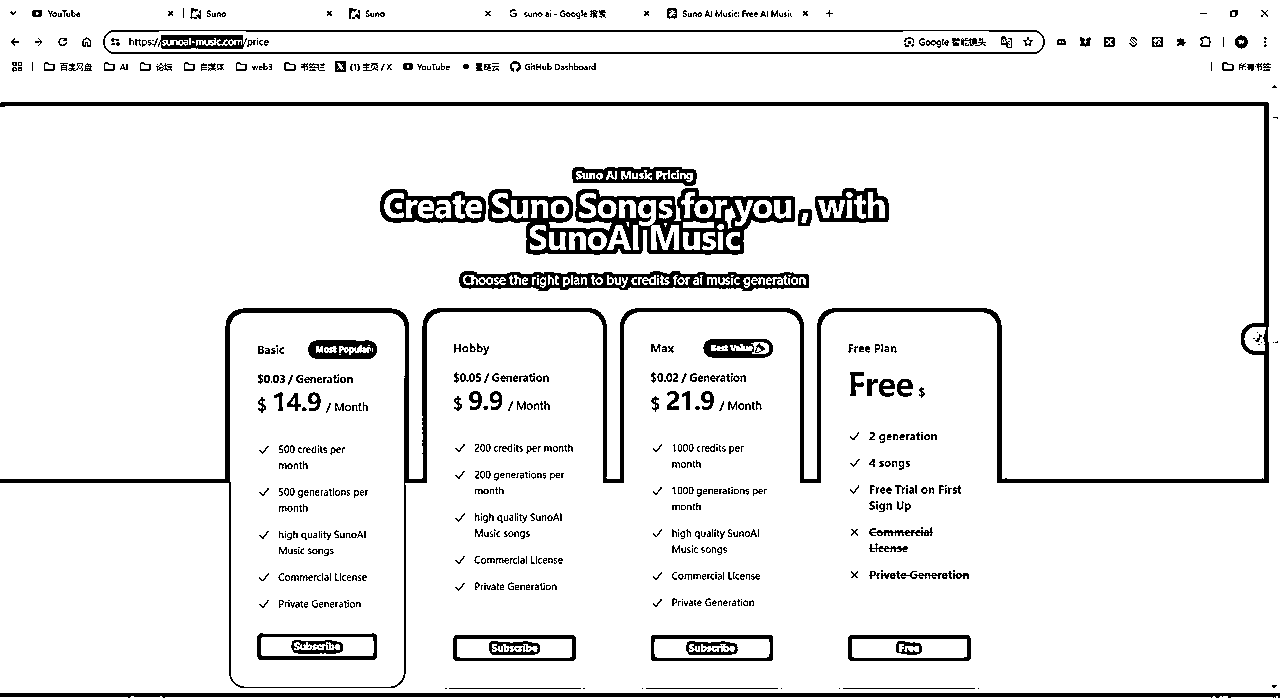 YouTube
Suno
Suno
suno ai - Google 搜索
Suno AI Music: Free AI Music
https://sunoai-music.com/price
Google 智能镜头
百度网盘
AI
论坛
自媒体
web3
书签栏
(1) 主页 / X
YouTube
GitHub Dashboard
所有书签
Suno AI Music Pricing
Create Suno Songs for you , with
SunoAI Music
Choose the right plan to buy credits for ai music generation
Basic
Most Popular
$0.03 / Generation
$ 14.9 / Month
500 credits per
month
500 generations per
month
high quality SunoAI
Music songs
Commercial License
Private Generation
Subscribe
Hobby
$0.05 / Generation
$ 9.9 / Month
200 credits per month
200 generations per
month
high quality SunoAI
Music songs
Commercial License
Private Generation
Subscribe
Max
Best Value
$0.02 / Generation
$ 21.9 / Month
1000 credits per
month
1000 generations per
month
high quality SunoAI
Music songs
Commercial License
Private Generation
Subscribe
Free Plan
Free $
2 generation
4 songs
Free Trial on First
Sign Up
Commercial
License
Private Generation
Free